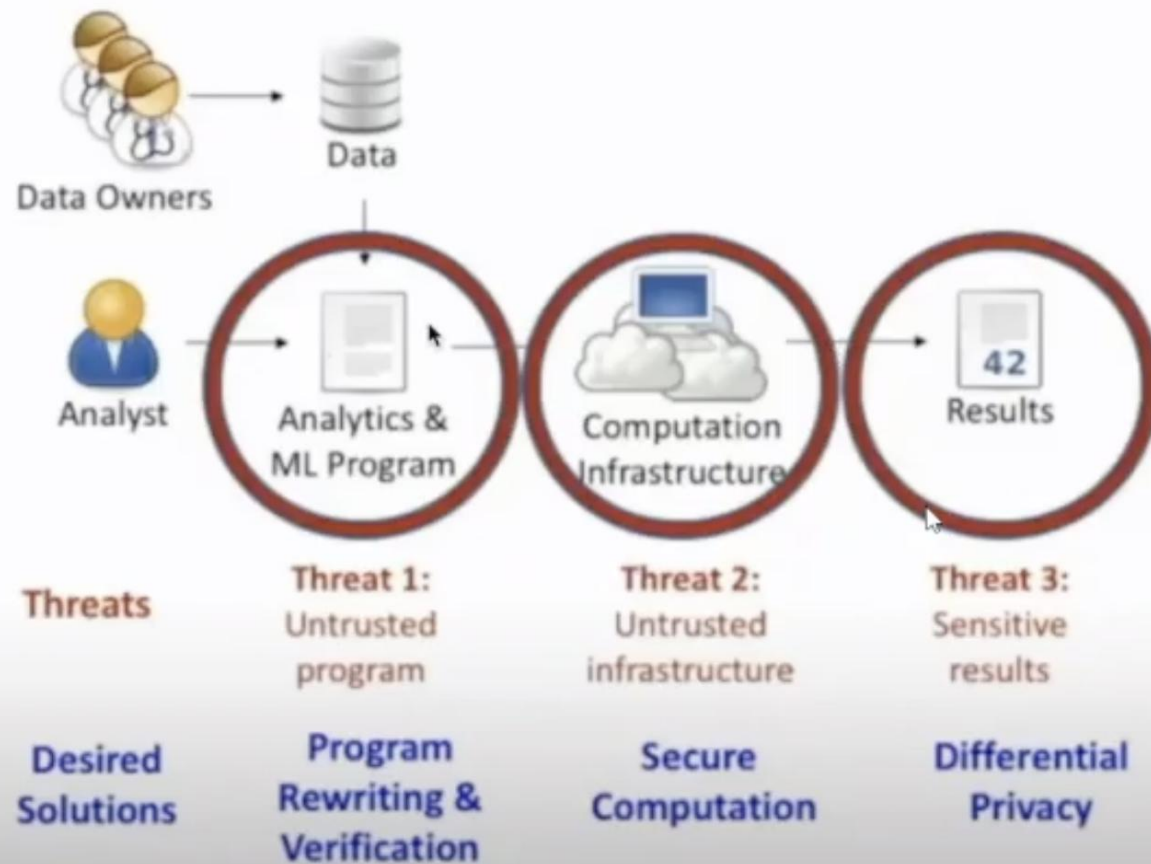 Data
Data Owners
Analyst
Analytics &
ML Program
Computation
Infrastructure
42
Results
Threats
Threat 1:
Untrusted
program
Threat 2:
Untrusted
infrastructure
Threat 3:
Sensitive
results
Desired
Solutions
Program
Rewriting &
Verification
Secure
Computation
Differential
Privacy